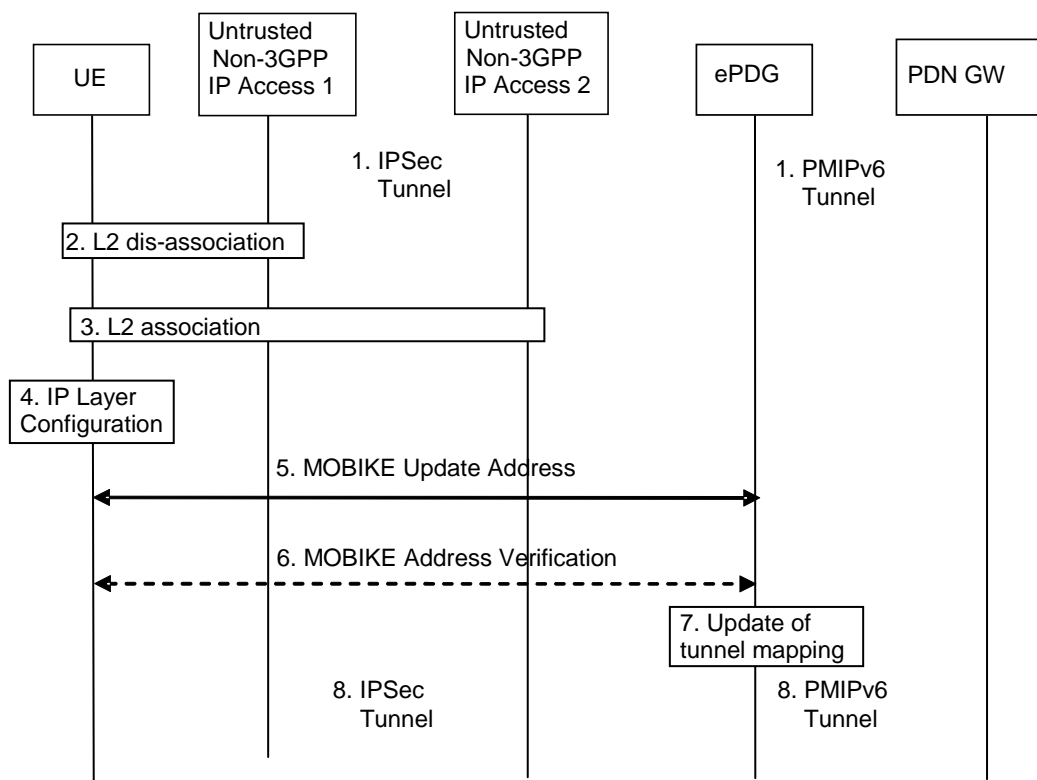 UE
Untrusted
Non-3GPP
IP Access 1
Untrusted
Non-3GPP
IP Access 2
ePDG
PDN GW
1. IPSec
Tunnel
1. PMIPv6
Tunnel
2. L2 dis-association
3. L2 association
4. IP Layer
Configuration
5. MOBIKE Update Address
6. MOBIKE Address Verification
7. Update of
tunnel mapping
8. IPSec
Tunnel
8. PMIPv6
Tunnel